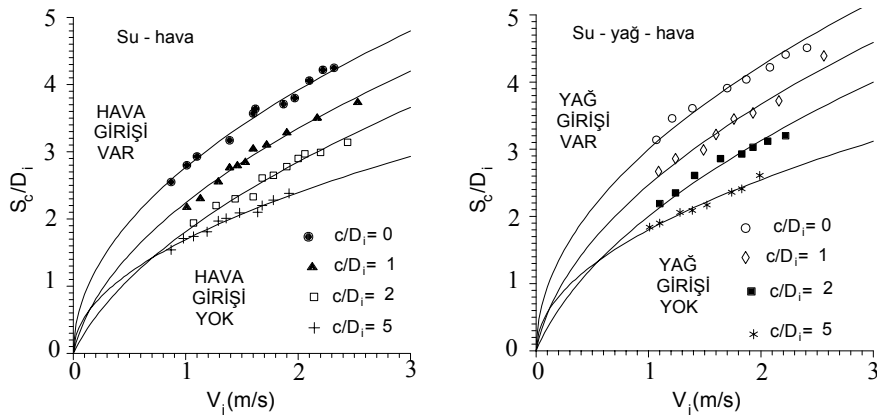 5
4
3
2
1
0
S_c/D_i
Su - hava
HAVA
GİRİŞİ
VAR
HAVA
GİRİŞİ
YOK
c/D_i= 0
c/D_i= 1
c/D_i= 2
c/D_i= 5
0 1 2 3
V_i(m/s)
5
4
3
2
1
0
S_c/D_i
Su - yağ - hava
YAĞ
GİRİŞİ
VAR
YAĞ
GİRİŞİ
YOK
c/D_i= 0
c/D_i= 1
c/D_i= 2
c/D_i= 5
0 1 2 3
V_i(m/s)